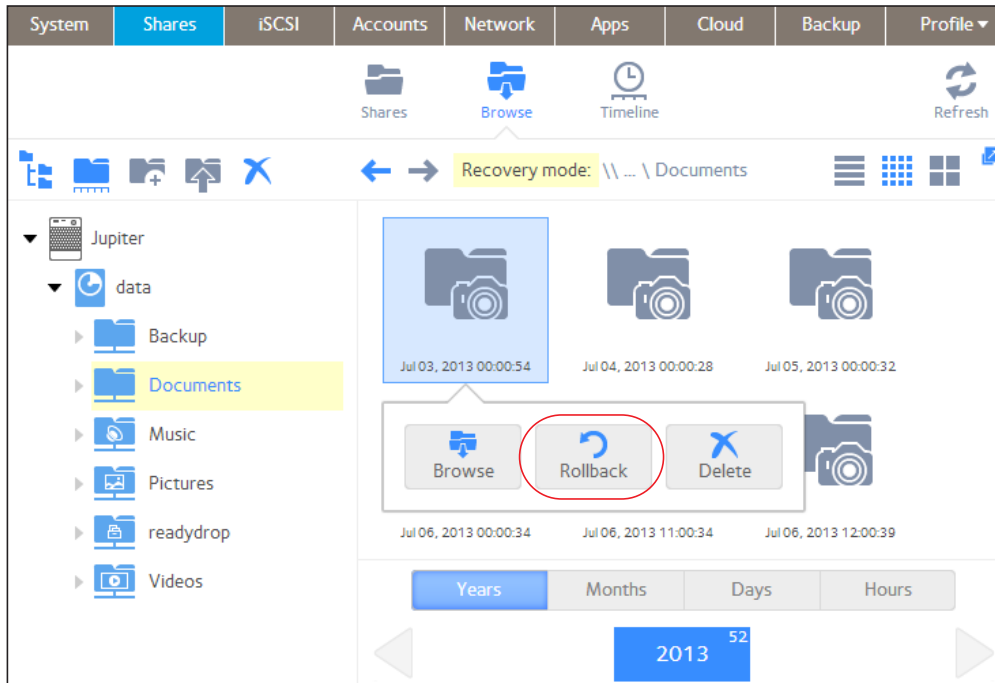 System Shares iSCSI Accounts Network Apps Cloud Backup Profile
Shares Browse Timeline Refresh
Recovery mode: \\ ... \ Documents
Jupiter
data
Backup
Documents
Music
Pictures
readydrop
Videos
Jul 03, 2013 00:00:54 Jul 04, 2013 00:00:28 Jul 05, 2013 00:00:32
Browse Rollback Delete
Jul 06, 2013 00:00:34 Jul 06, 2013 11:00:34 Jul 06, 2013 12:00:39
Years Months Days Hours
2013 52